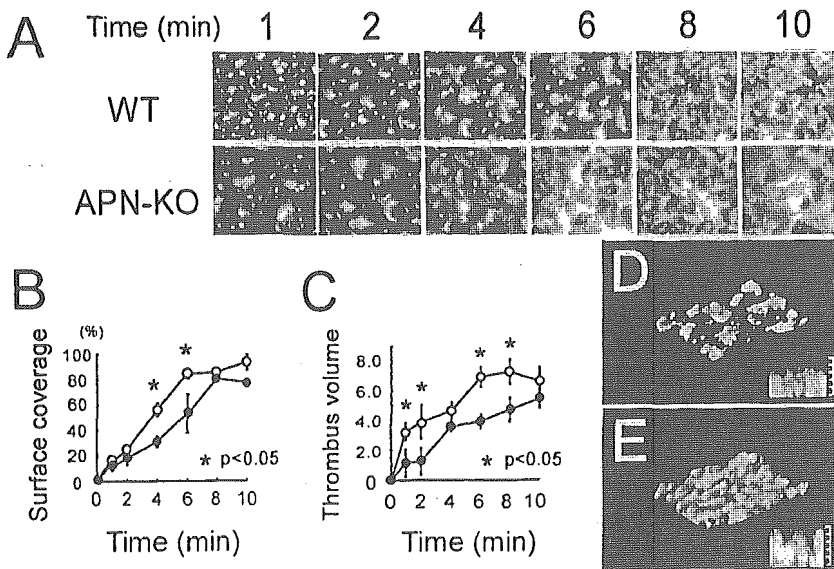 A
Time (min) 1 2 4 6 8 10
WT
APN-KO
B
(%)
Surface coverage
100
80
60
40
20
0
0 2 4 6 8 10
* *
* p<0.05
Time (min)
C
Thrombus volume
8.0
6.0
4.0
2.0
0
0 2 4 6 8 10
* * * *
* p<0.05
Time (min)
D
E